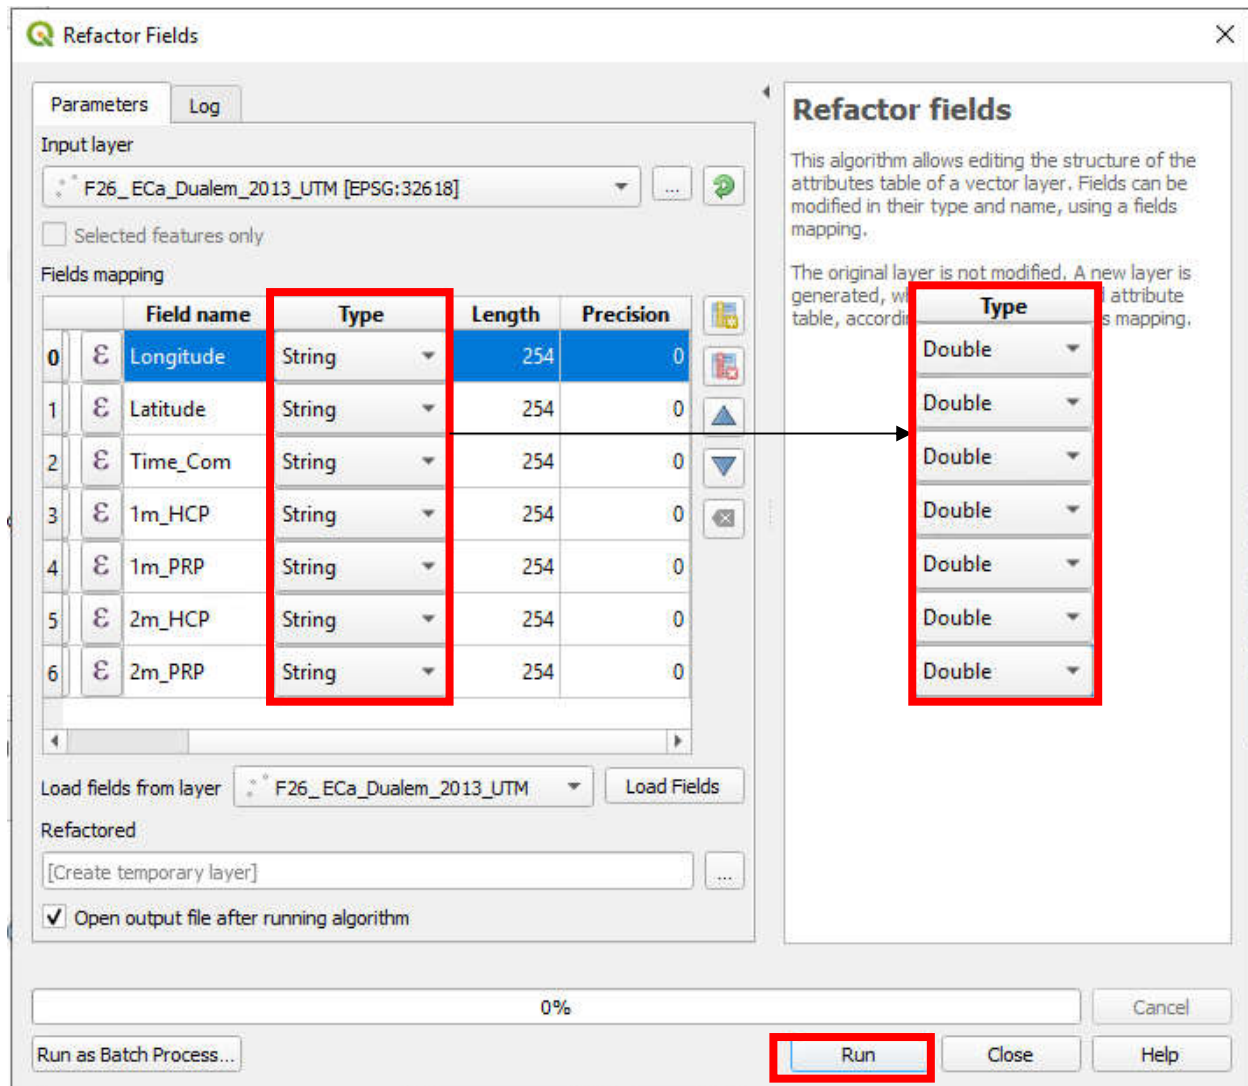 Refactor Fields
Parameters Log
Input layer
F26_ ECa_Dualem_2013_UTM [EPSG:32618]
...
Selected features only
Fields mapping
Field name Type Length Precision
0 ε Longitude String 254 0
1 ε Latitude String 254 0
2 ε Time_Com String 254 0
3 ε 1m_HCP String 254 0
4 ε 1m_PRP String 254 0
5 ε 2m_HCP String 254 0
6 ε 2m_PRP String 254 0
Load fields from layer F26_ ECa_Dualem_2013_UTM Load Fields
Refactored
[Create temporary layer]
...
Open output file after running algorithm
Refactor fields
This algorithm allows editing the structure of the
attributes table of a vector layer. Fields can be
modified in their type and name, using a fields
mapping.
The original layer is not modified. A new layer is
generated, attribute
table, mapping.
Type
Double
Double
Double
Double
Double
Double
Double
0%
Cancel
Run as Batch Process...
Run Close Help